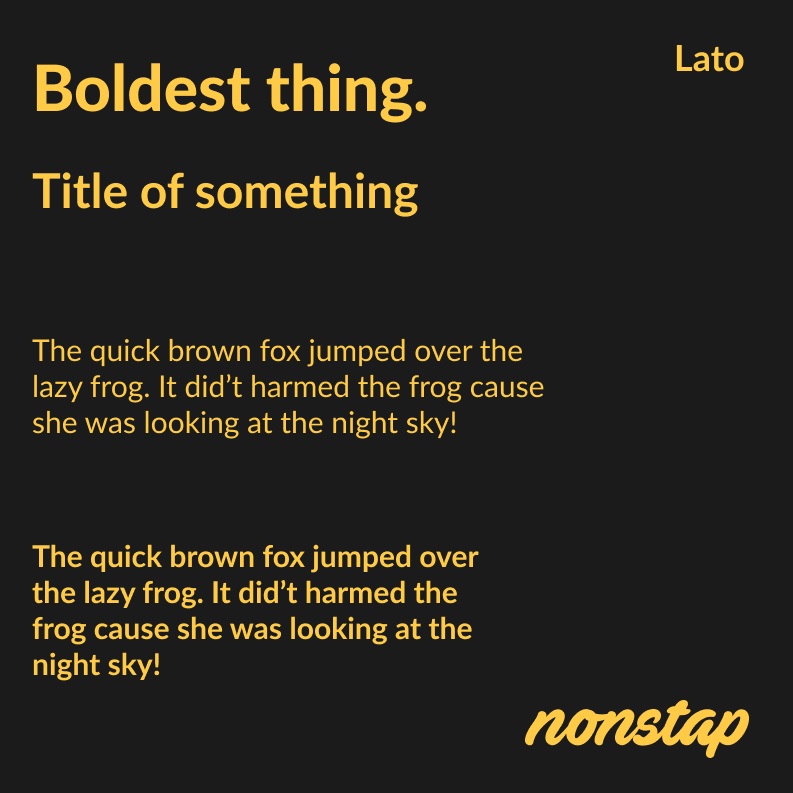 Lato
Boldest thing.
Title of something
The quick brown fox jumped over the
lazy frog. It did’t harmed the frog cause
she was looking at the night sky!
The quick brown fox jumped over
the lazy frog. It did’t harmed the
frog cause she was looking at the
night sky!
nonstap